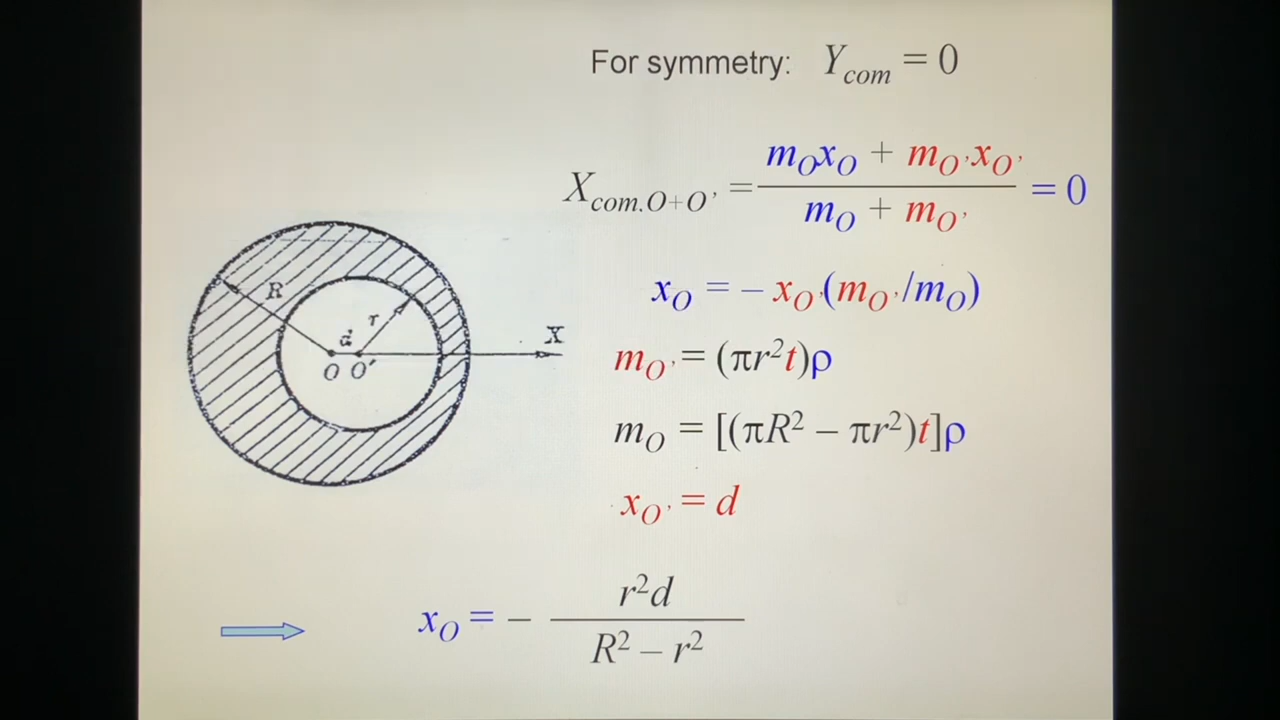 For symmetry: Y_com = 0
X_com.O+O’ = (m_O x_O + m_O’ x_O’) / (m_O + m_O’) = 0
x_O = – x_O’ (m_O’ /m_O)
m_O’ = (πr²t)ρ
m_O = [(πR² – πr²)t]ρ
x_O’ = d
x_O = – r²d / (R² – r²)
R
r
d
X
O O'